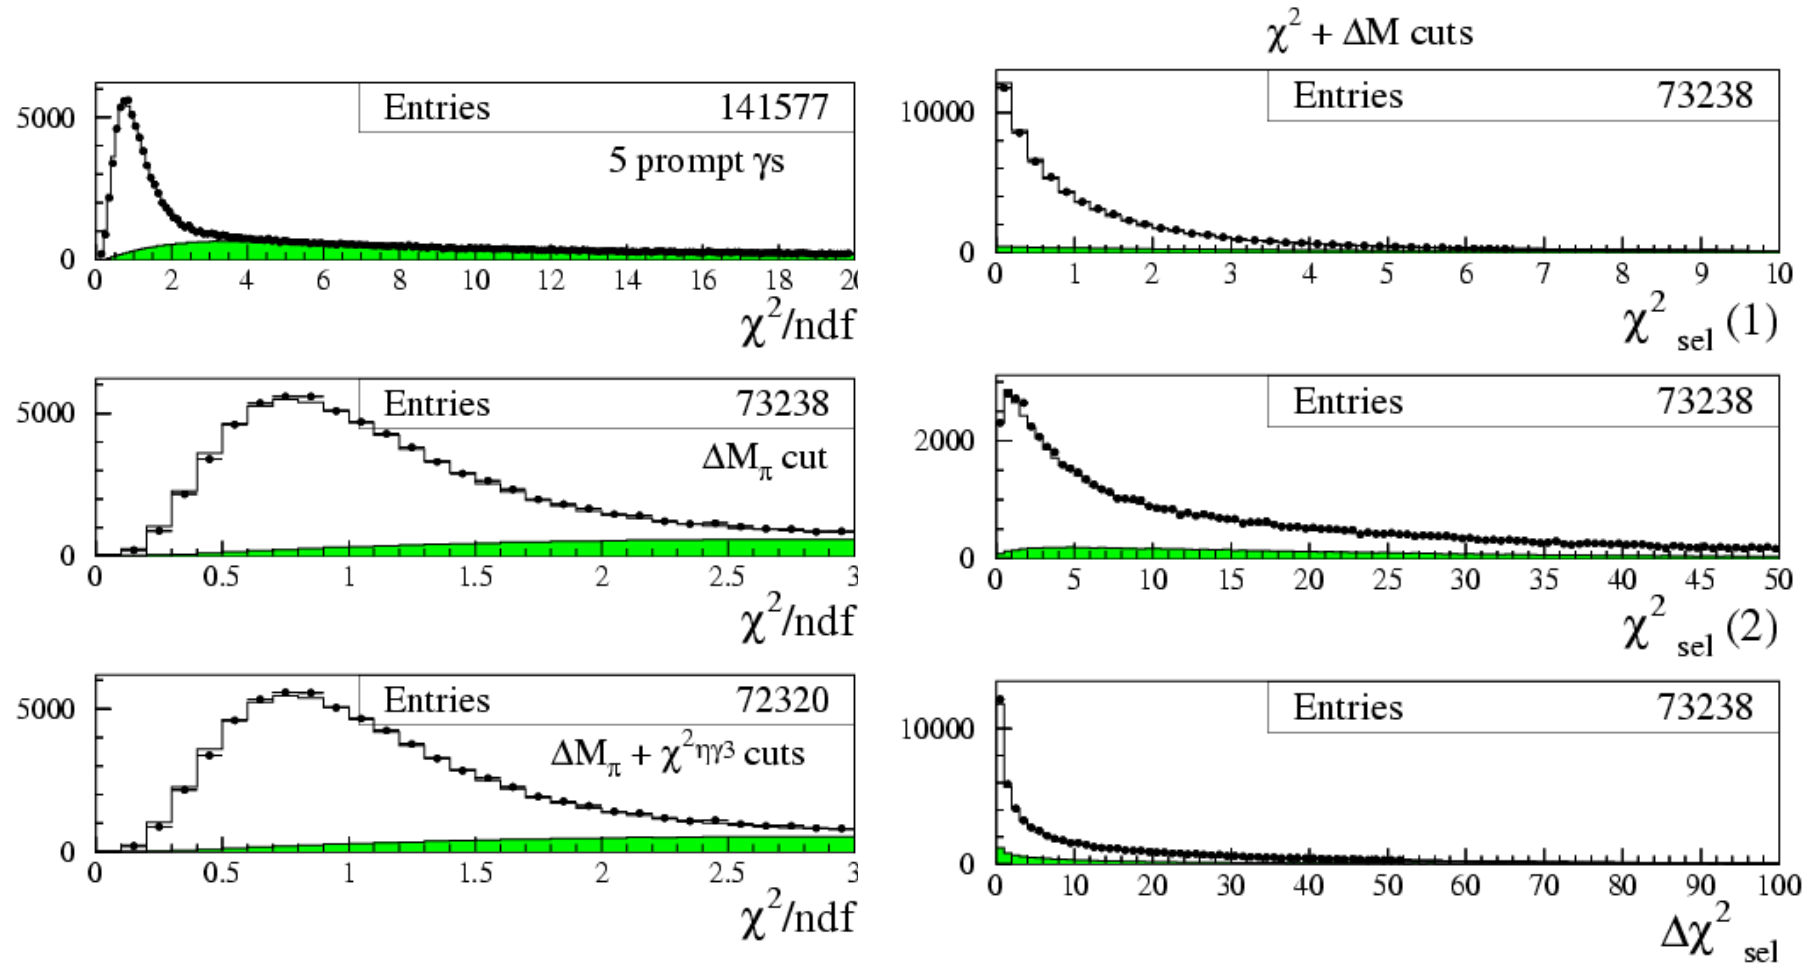 5000
0
Entries 141577
5 prompt γs
0 2 4 6 8 10 12 14 16 18 20
χ²/ndf
5000
0
Entries 73238
ΔMπ cut
0 0.5 1 1.5 2 2.5 3
χ²/ndf
5000
0
Entries 72320
ΔMπ + χ²ηγ3 cuts
0 0.5 1 1.5 2 2.5 3
χ²/ndf
χ² + ΔM cuts
10000
0
Entries 73238
0 1 2 3 4 5 6 7 8 9 10
χ² sel (1)
2000
0
Entries 73238
0 5 10 15 20 25 30 35 40 45 50
χ² sel (2)
10000
0
Entries 73238
0 10 20 30 40 50 60 70 80 90 100
Δχ² sel